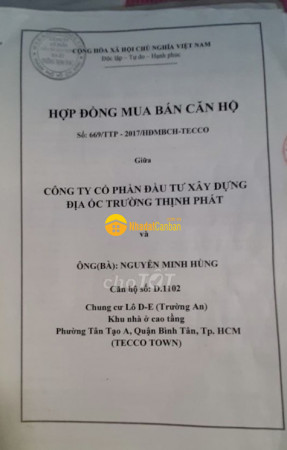 CỘNG HÒA XÃ HỘI CHỦ NGHĨA VIỆT NAM
Độc lập - Tự do - Hạnh phúc
HỢP ĐỒNG MUA BÁN CĂN HỘ
Số: 669/TTP - 2017/HĐMBCH-TECCO
Giữa
CÔNG TY CỔ PHẦN ĐẦU TƯ XÂY DỰNG
ĐỊA ỐC TRƯỜNG THỊNH PHÁT
Nhadatcanban
và
ÔNG(BÀ): NGUYỄN MINH HÙNG
choTỐT
Căn hộ số: D.1102
Chung cư Lô D-E (Trường An)
Khu nhà ở cao tầng
Phường Tân Tạo A, Quận Bình Tân, Tp. HCM
(TECCO TOWN)